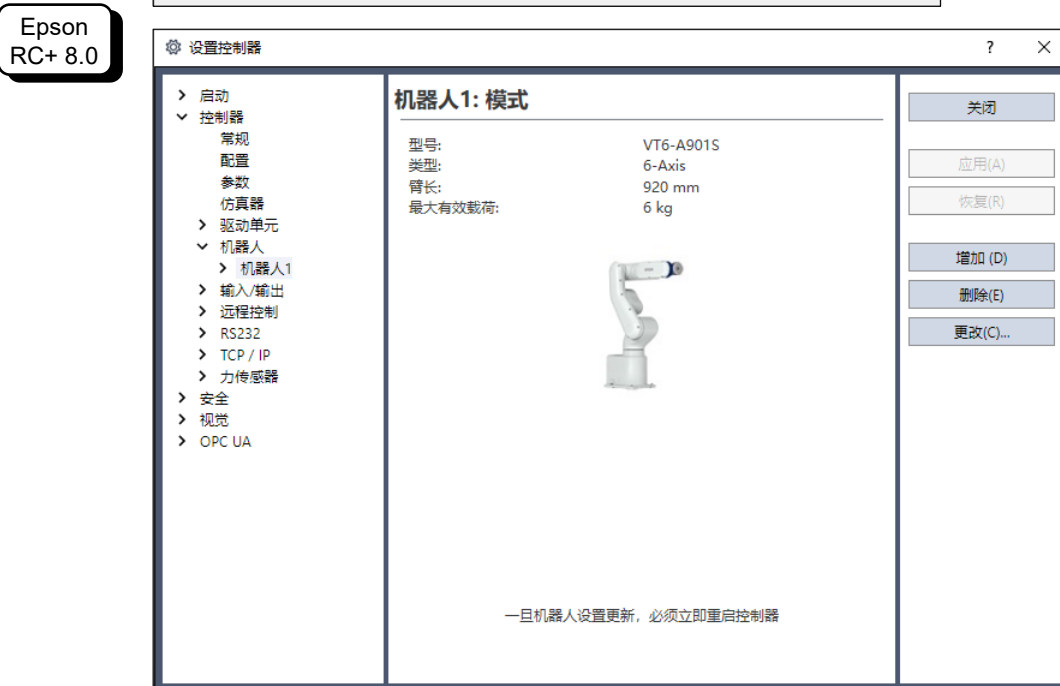 Epson
RC+ 8.0
设置控制器
?
启动
控制器
常规
配置
参数
仿真器
驱动单元
机器人
机器人1
输入/输出
远程控制
RS232
TCP / IP
力传感器
安全
视觉
OPC UA
机器人1: 模式
型号: VT6-A901S
类型: 6-Axis
臂长: 920 mm
最大有效载荷: 6 kg
一旦机器人设置更新，必须立即重启控制器
关闭
应用(A)
恢复(R)
增加 (D)
删除(E)
更改(C)...